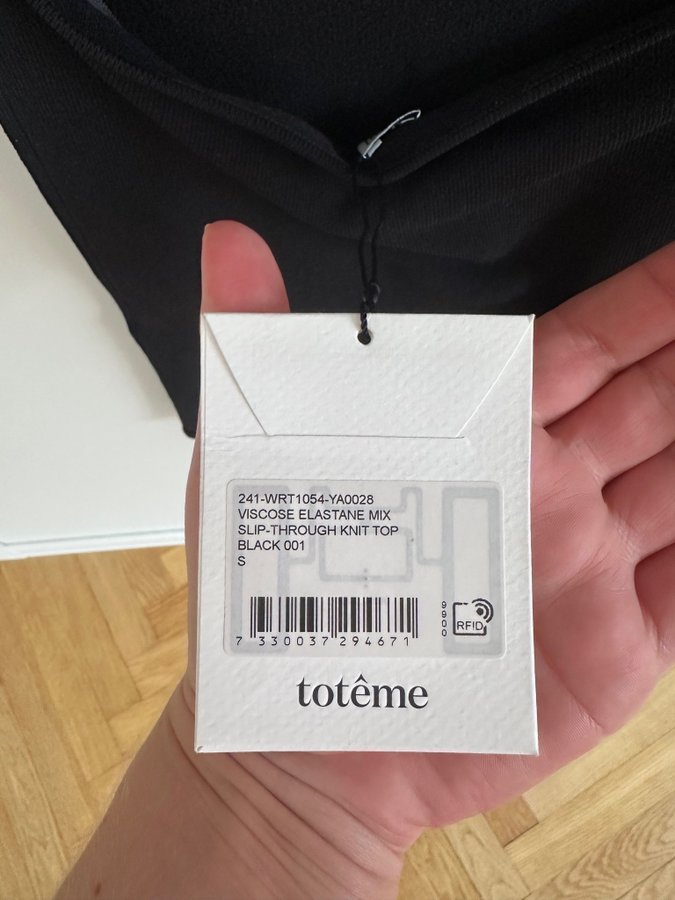 241-WRT1054-YA0028
VISCOSE ELASTANE MIX
SLIP-THROUGH KNIT TOP
BLACK 001
S
9900
RFID
7 330037 294671
totême